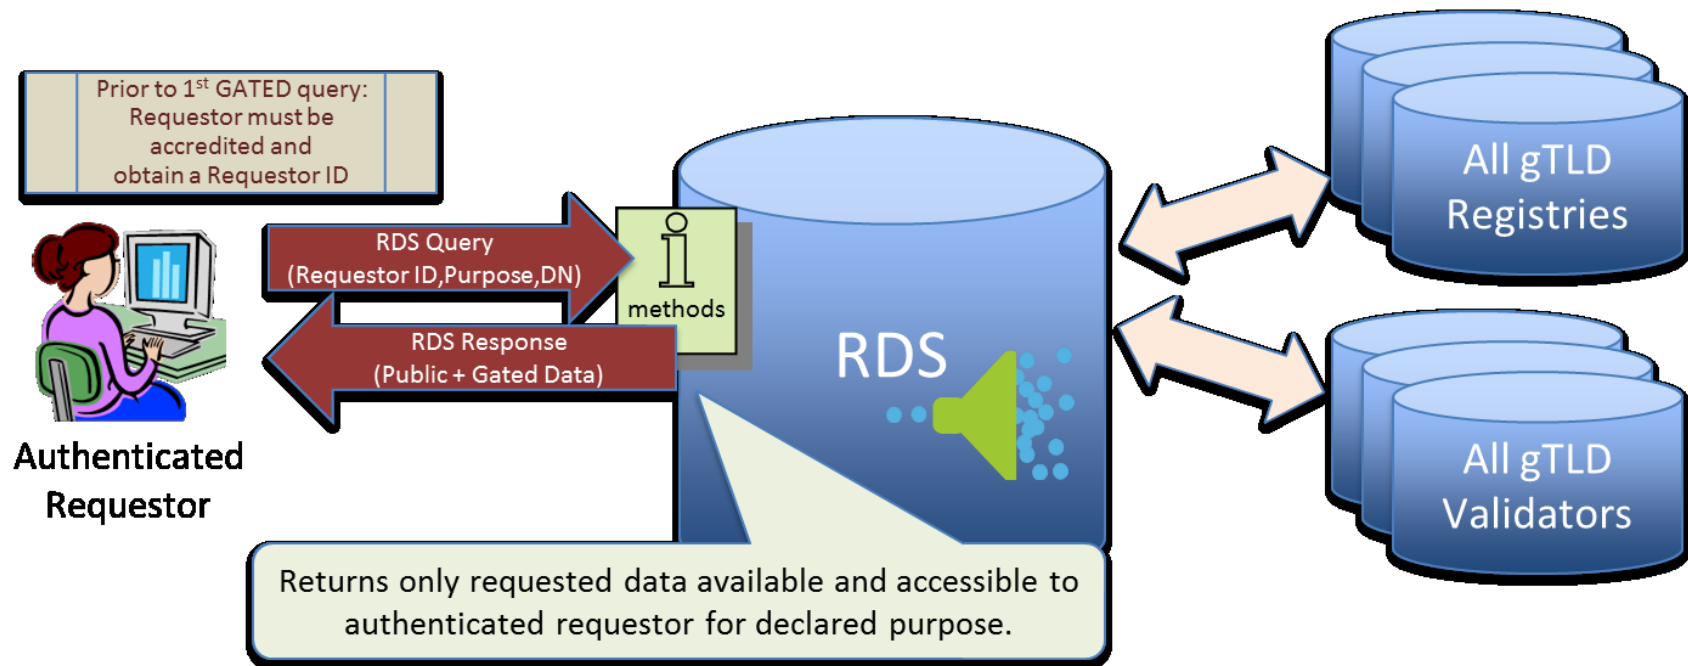 Prior to 1st GATED query:
Requestor must be
accredited and
obtain a Requestor ID
RDS Query
(Requestor ID,Purpose,DN)
methods
RDS Response
(Public + Gated Data)
Authenticated
Requestor
RDS
All gTLD
Registries
All gTLD
Validators
Returns only requested data available and accessible to
authenticated requestor for declared purpose.